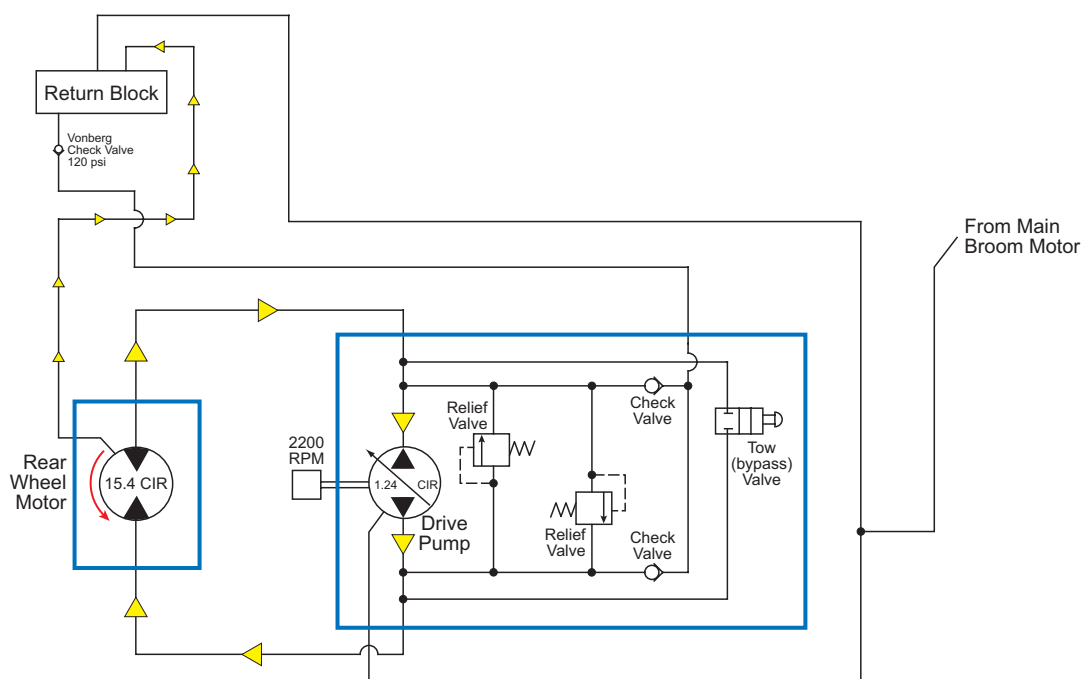 Return Block
Vonberg
Check Valve
120 psi
From Main
Broom Motor
Rear
Wheel
Motor
15.4 CIR
2200
RPM
1.24 CIR
Drive
Pump
Relief
Valve
Relief
Valve
Check
Valve
Check
Valve
Tow
(bypass)
Valve